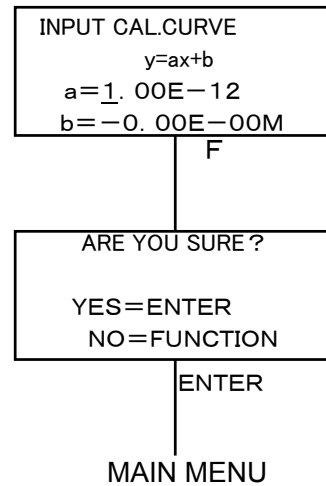 INPUT CAL.CURVE
y=ax+b
a=1. 00E-12
b=-0. 00E-00M
F
ARE YOU SURE?
YES=ENTER
NO=FUNCTION
ENTER
MAIN MENU